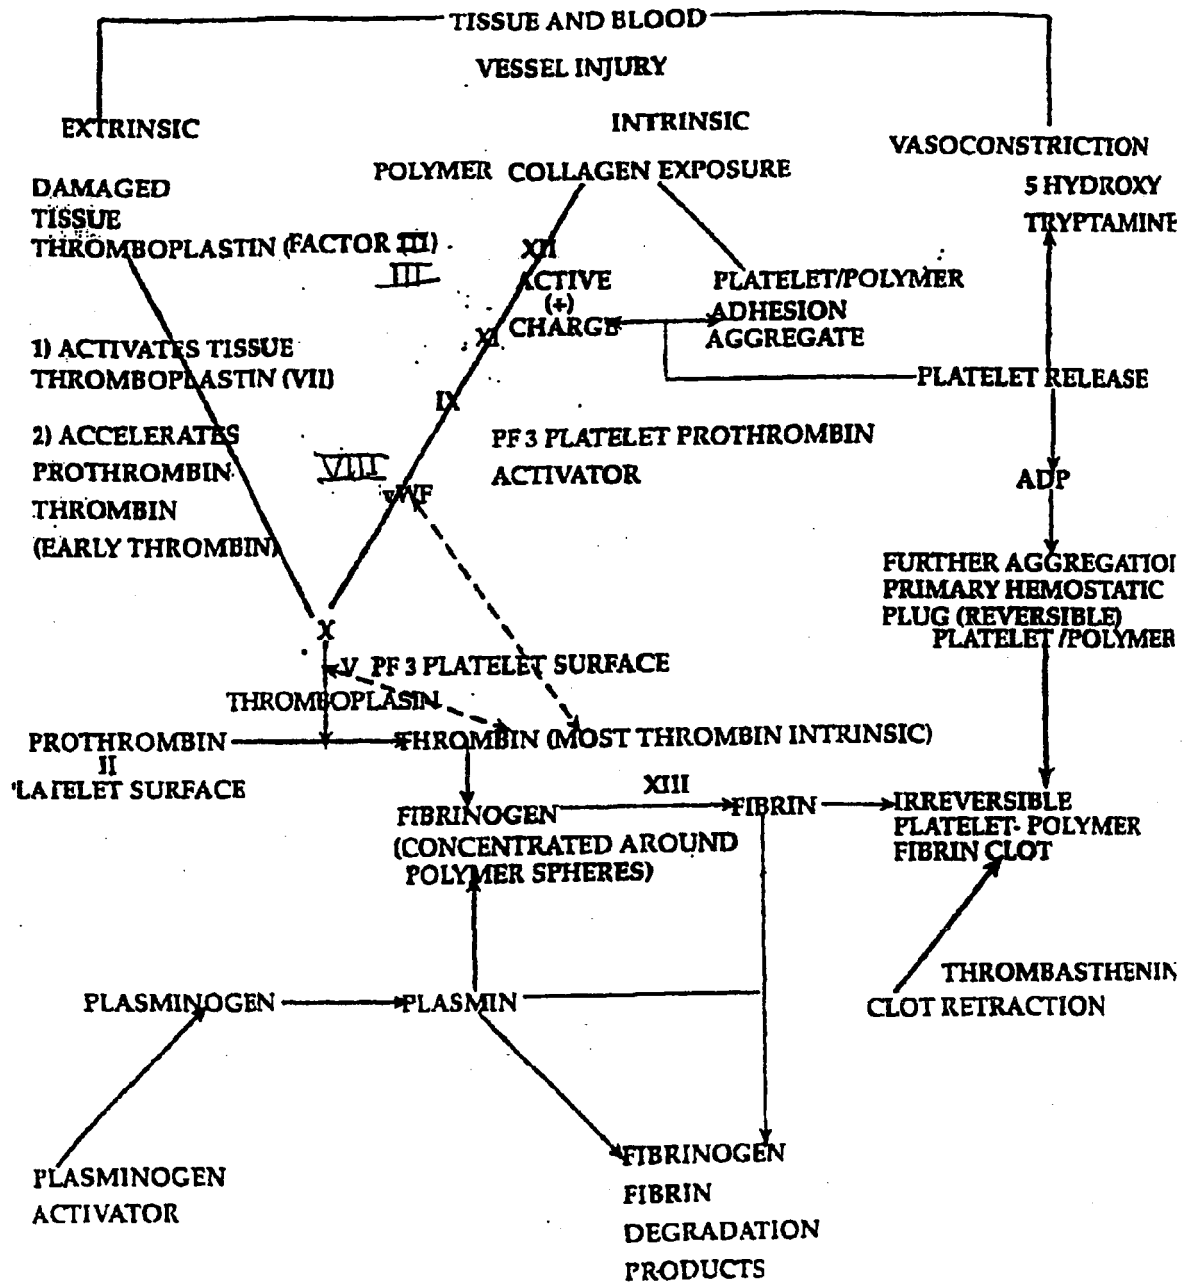 TISSUE AND BLOOD
VESSEL INJURY
EXTRINSIC
INTRINSIC
VASOCONSTRICTION
POLYMER COLLAGEN EXPOSURE
5 HYDROXY
TRYPTAMINE
DAMAGED
TISSUE
THROMBOPLASTIN (FACTOR III)
III
XII
ACTIVE
(+)
CHARGE
PLATELET/POLYMER
ADHESION
AGGREGATE
XI
1) ACTIVATES TISSUE
THROMBOPLASTIN (VII)
PLATELET RELEASE
IX
2) ACCELERATES
PROTHROMBIN
THROMBIN
(EARLY THROMBIN)
PF 3 PLATELET PROTHROMBIN
ACTIVATOR
VIII
vWF
ADP
FURTHER AGGREGATION
PRIMARY HEMOSTATIC
PLUG (REVERSIBLE)
PLATELET /POLYMER
X
V PF 3 PLATELET SURFACE
THROMBOPLASIN
PROTHROMBIN
II
'LATELET SURFACE
THROMBIN (MOST THROMBIN INTRINSIC)
XIII
FIBRINOGEN
(CONCENTRATED AROUND
POLYMER SPHERES)
FIBRIN
IRREVERSIBLE
PLATELET- POLYMER
FIBRIN CLOT
THROMBASTHENIN
CLOT RETRACTION
PLASMINOGEN
PLASMIN
PLASMINOGEN
ACTIVATOR
FIBRINOGEN
FIBRIN
DEGRADATION
PRODUCTS